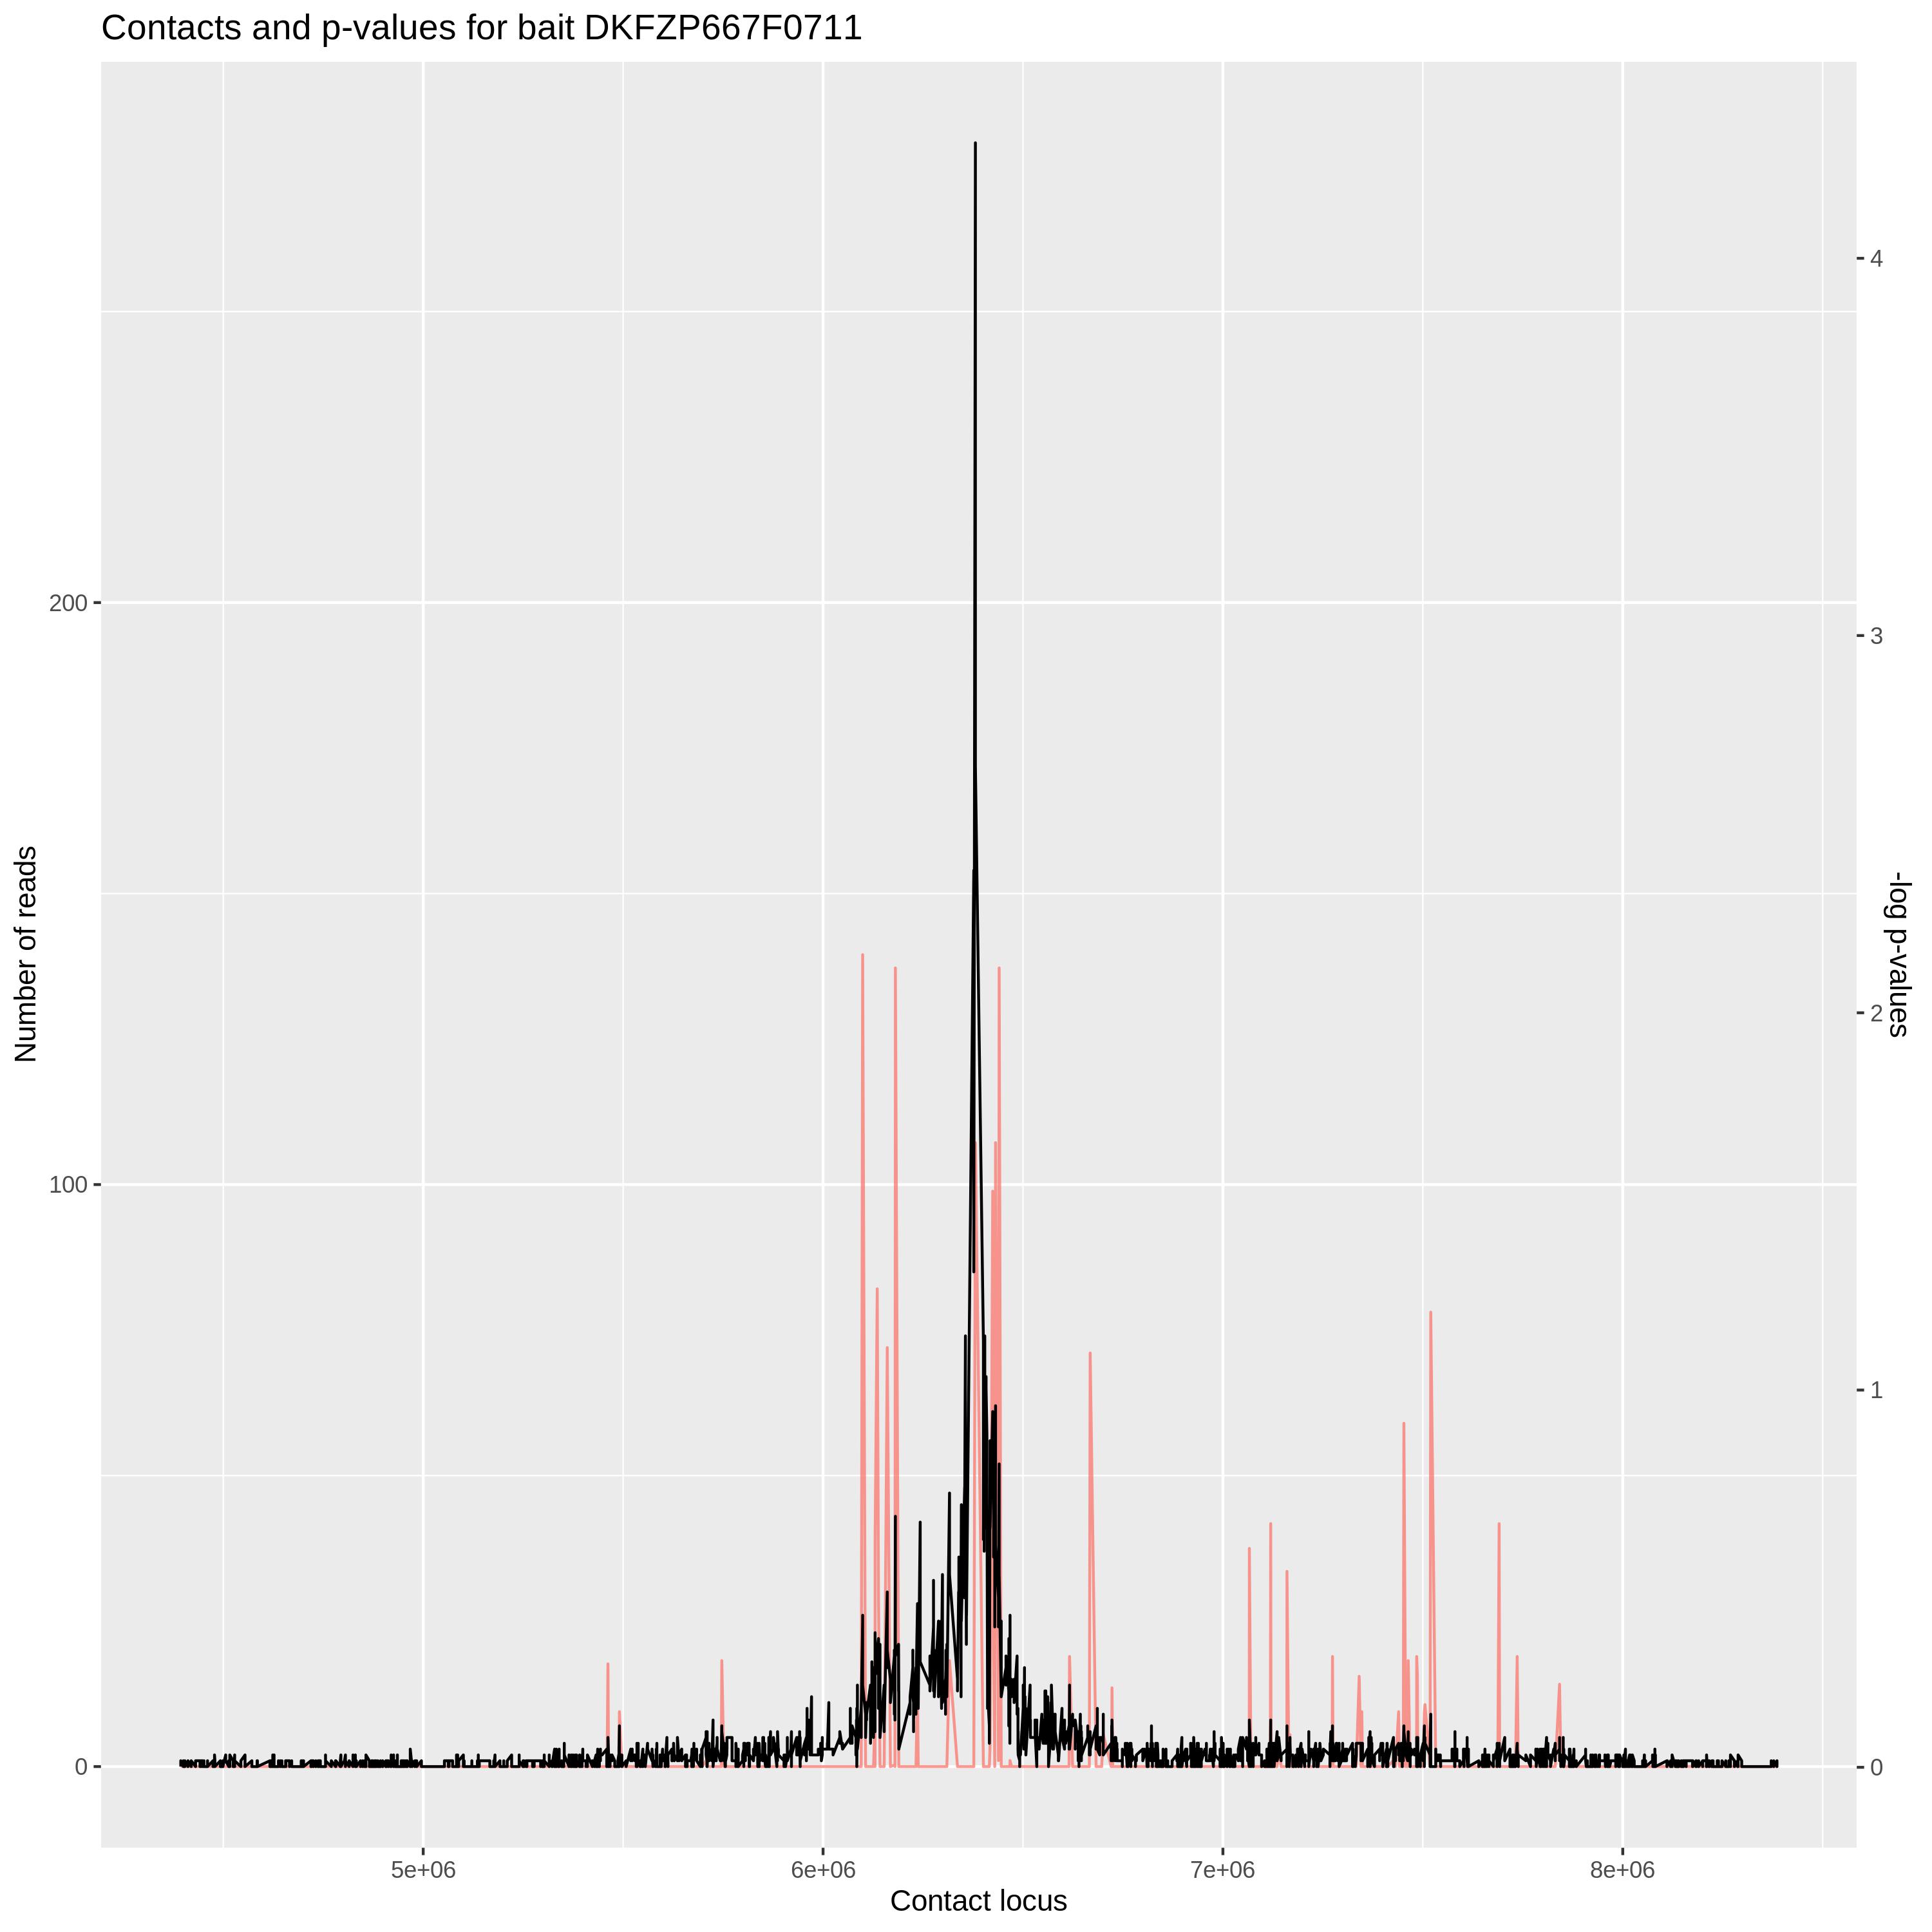 Contacts and p-values for bait DKFZP667F0711
Number of reads
200
100
0
4
3
2
1
0
-log p-values
5e+06
6e+06
7e+06
8e+06
Contact locus